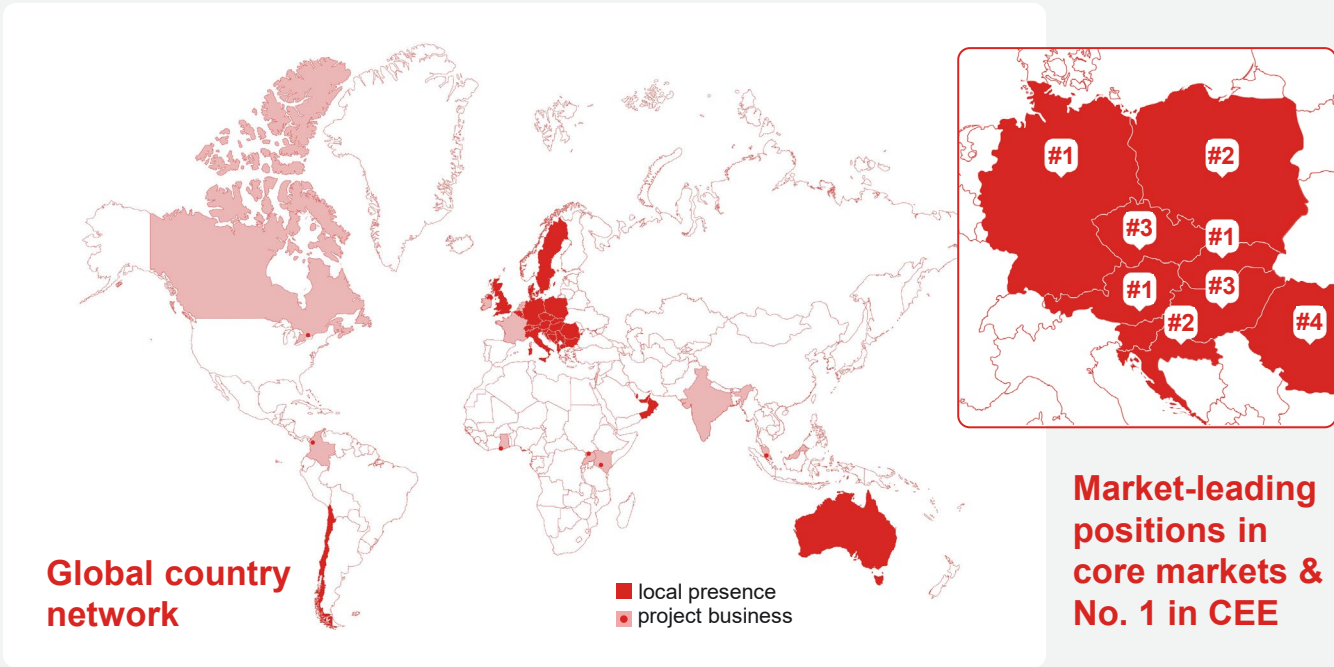 Global country
network
local presence
project business
#1
#2
#3
#1
#1
#3
#2
#4
Market-leading
positions in
core markets &
No. 1 in CEE